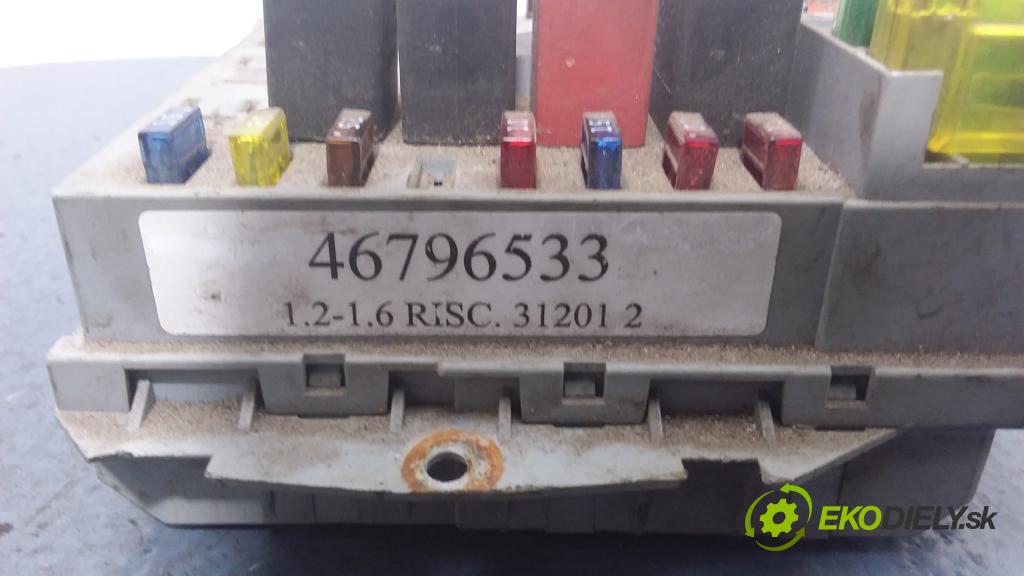 46796533
1.2-1.6 RISC. 31201 2
EKODIELY.sk